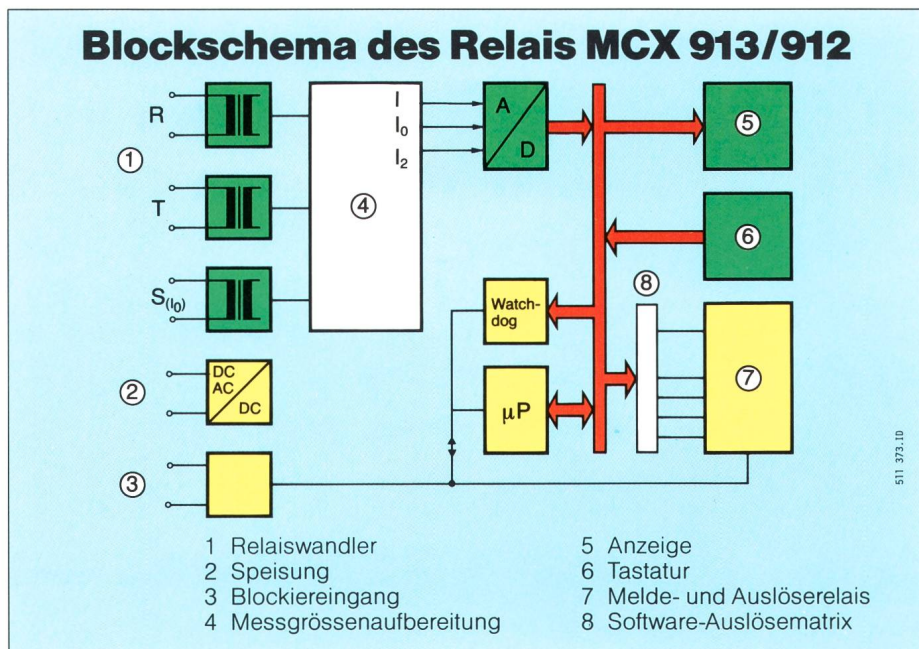 Blockschema des Relais MCX 913/912
R
1
T
S(I0)
2
3
4
I
I0
I2
A
D
5
6
8
Watch-
dog
µP
7
DC
AC
DC
1 Relaiswandler
2 Speisung
3 Blockiereingang
4 Messgrössenaufbereitung
5 Anzeige
6 Tastatur
7 Melde- und Auslöserelais
8 Software-Auslösematrix
511 373.ID